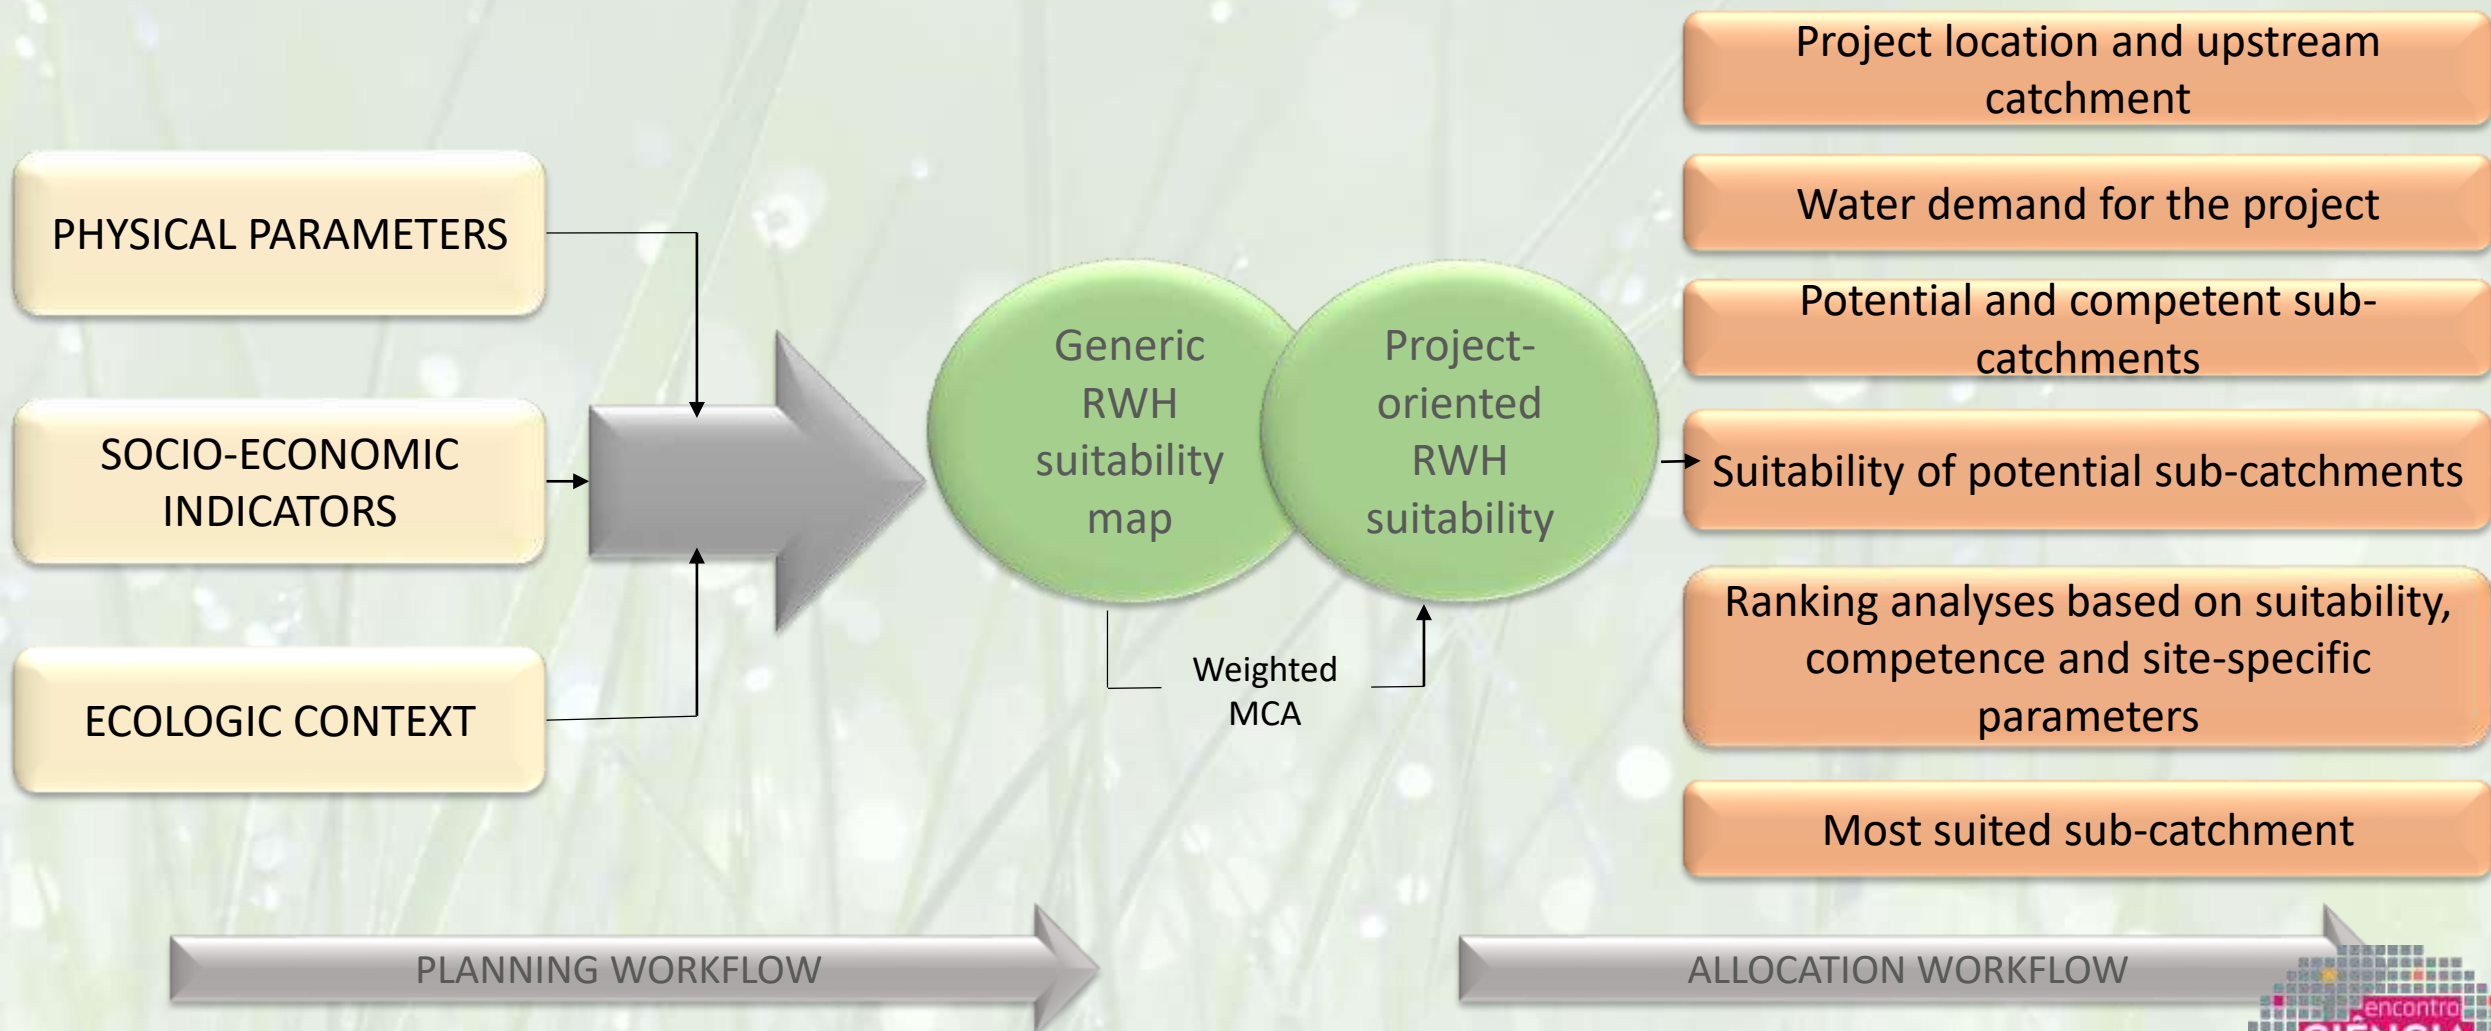 PHYSICAL PARAMETERS
SOCIO-ECONOMIC
INDICATORS
ECOLOGIC CONTEXT
Generic
RWH
suitability
map
Project-
oriented
RWH
suitability
Weighted
MCA
Project location and upstream
catchment
Water demand for the project
Potential and competent sub-
catchments
Suitability of potential sub-catchments
Ranking analyses based on suitability,
competence and site-specific
parameters
Most suited sub-catchment
PLANNING WORKFLOW
ALLOCATION WORKFLOW
encontro
CIÊNCIA